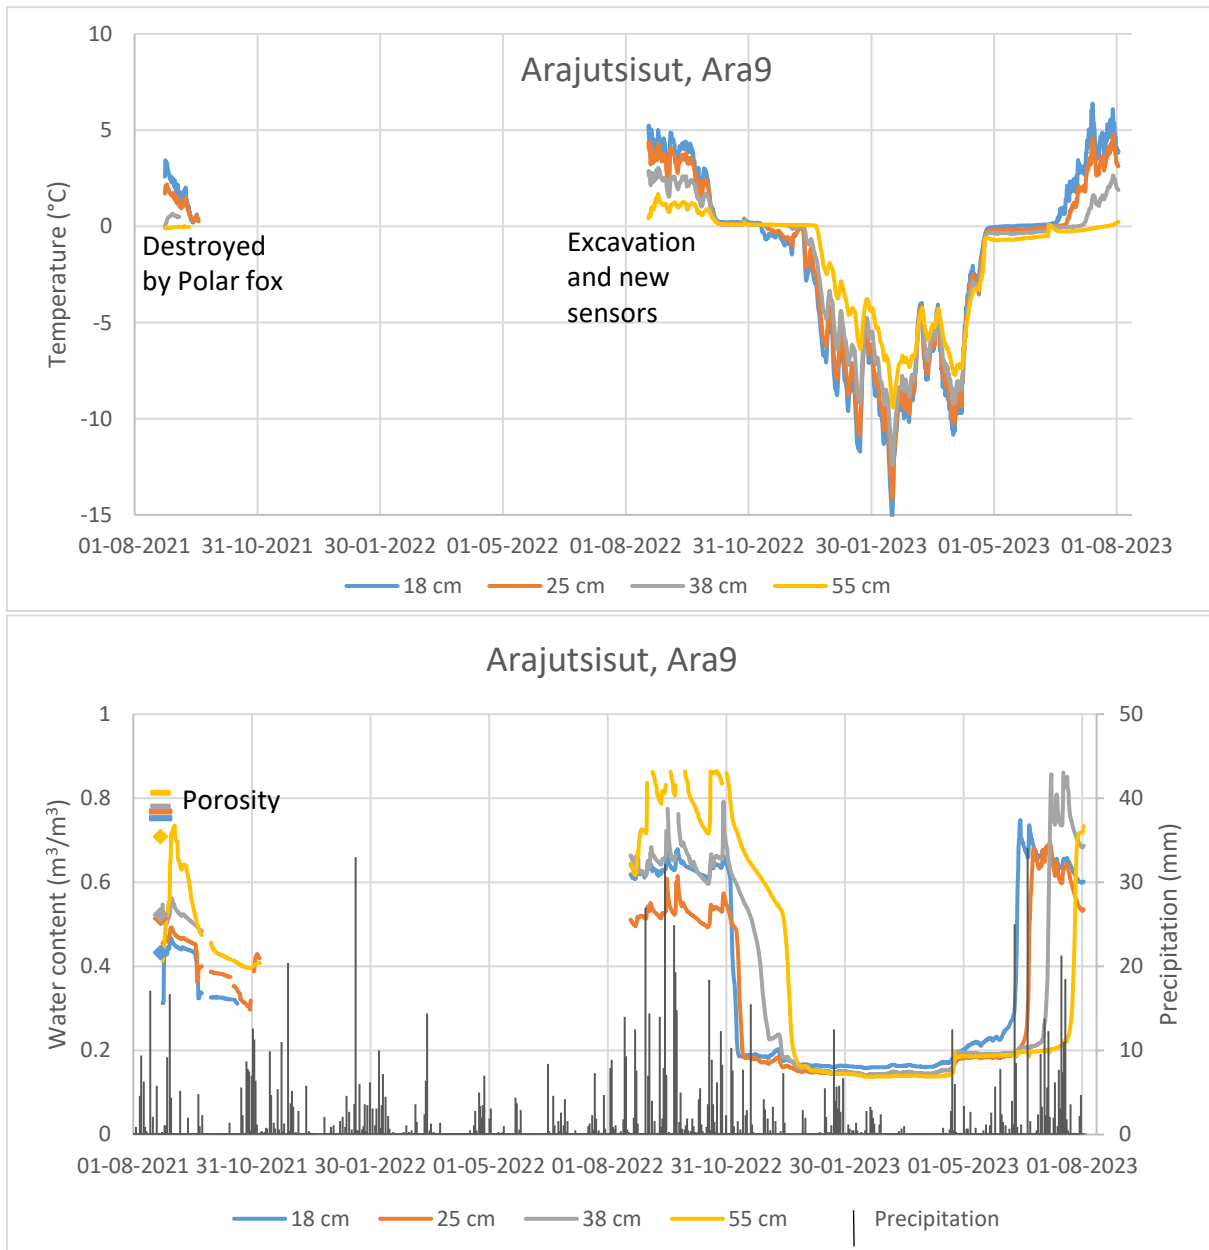 Arajutsisut, Ara9
Temperature (°C)
10
5
0
-5
-10
-15
Destroyed
by Polar fox
Excavation
and new
sensors
01-08-2021 31-10-2021 30-01-2022 01-05-2022 01-08-2022 31-10-2022 30-01-2023 01-05-2023 01-08-2023
18 cm 25 cm 38 cm 55 cm
Arajutsisut, Ara9
Water content (m³/m³)
1
0.8
0.6
0.4
0.2
0
Porosity
50
40
30
20
10
0
Precipitation (mm)
01-08-2021 31-10-2021 30-01-2022 01-05-2022 01-08-2022 31-10-2022 30-01-2023 01-05-2023 01-08-2023
18 cm 25 cm 38 cm 55 cm Precipitation